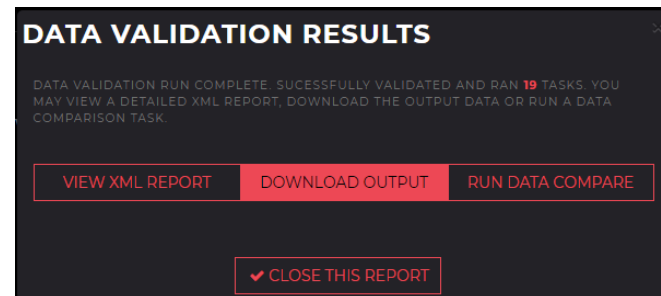 DATA VALIDATION RESULTS
DATA VALIDATION RUN COMPLETE. SUCESSFULLY VALIDATED AND RAN 19 TASKS. YOU
MAY VIEW A DETAILED XML REPORT, DOWNLOAD THE OUTPUT DATA OR RUN A DATA
COMPARISON TASK.
VIEW XML REPORT DOWNLOAD OUTPUT RUN DATA COMPARE
✔ CLOSE THIS REPORT